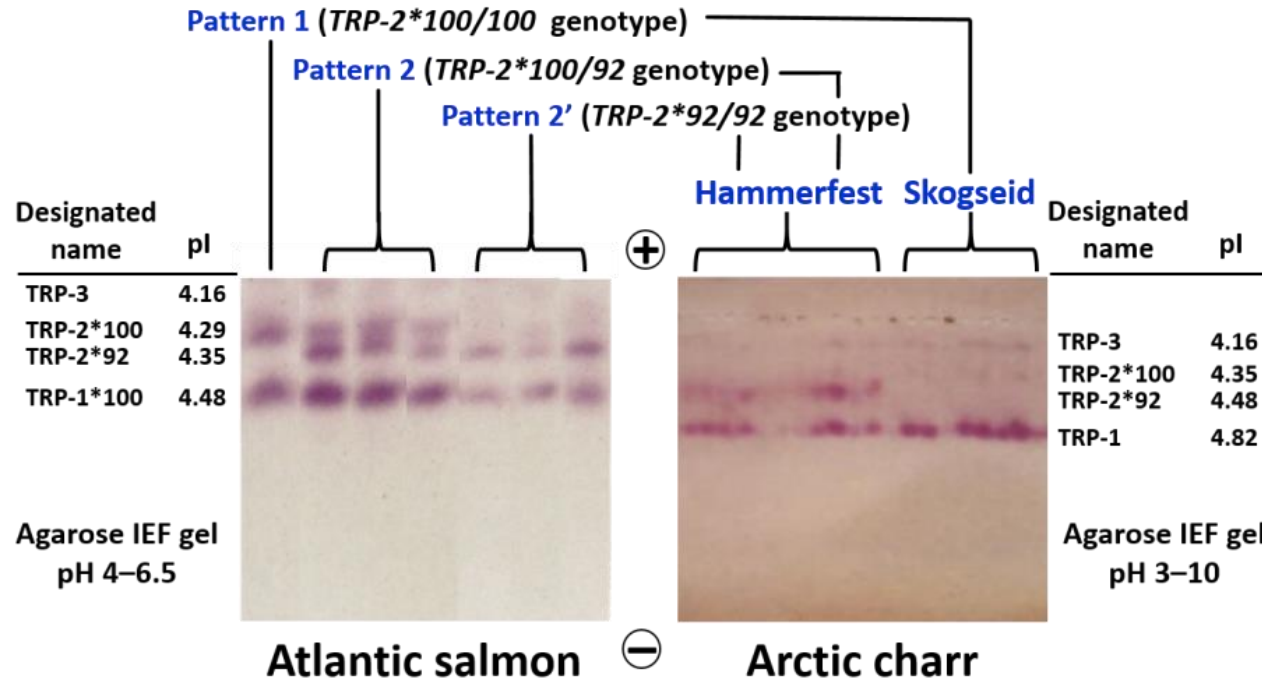 Pattern 1 (TRP-2*100/100 genotype)
Pattern 2 (TRP-2*100/92 genotype)
Pattern 2’ (TRP-2*92/92 genotype)
Hammerfest Skogseid
Designated name pI
TRP-3 4.16
TRP-2*100 4.29
TRP-2*92 4.35
TRP-1*100 4.48
Agarose IEF gel
pH 4–6.5
Atlantic salmon
+
−
Designated name pI
TRP-3 4.16
TRP-2*100 4.35
TRP-2*92 4.48
TRP-1 4.82
Agarose IEF gel
pH 3–10
Arctic charr